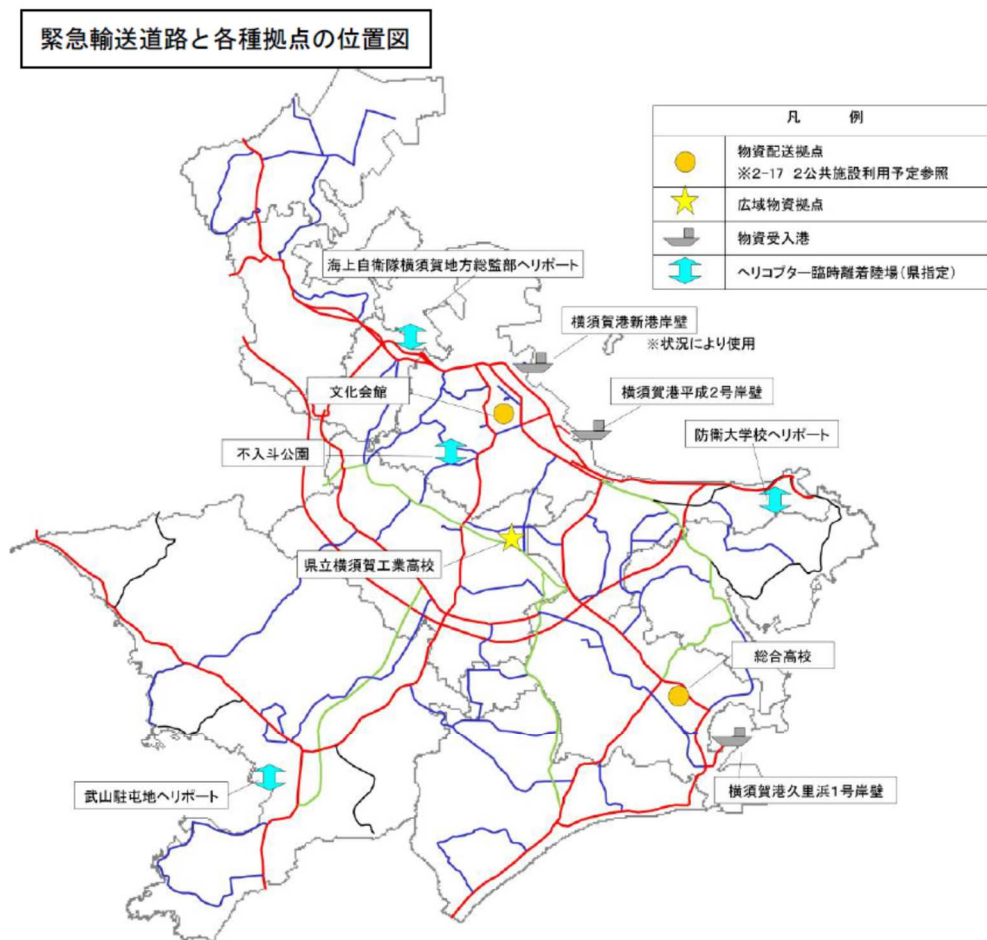 緊急輸送道路と各種拠点の位置図
凡 例
物資配送拠点
※2-17 2公共施設利用予定参照
広域物資拠点
物資受入港
ヘリコプター臨時離着陸場(県指定)
海上自衛隊横須賀地方総監部ヘリポート
横須賀港新港岸壁
※状況により使用
文化会館
横須賀港平成2号岸壁
防衛大学校ヘリポート
不入斗公園
県立横須賀工業高校
総合高校
武山駐屯地ヘリポート
横須賀港久里浜1号岸壁